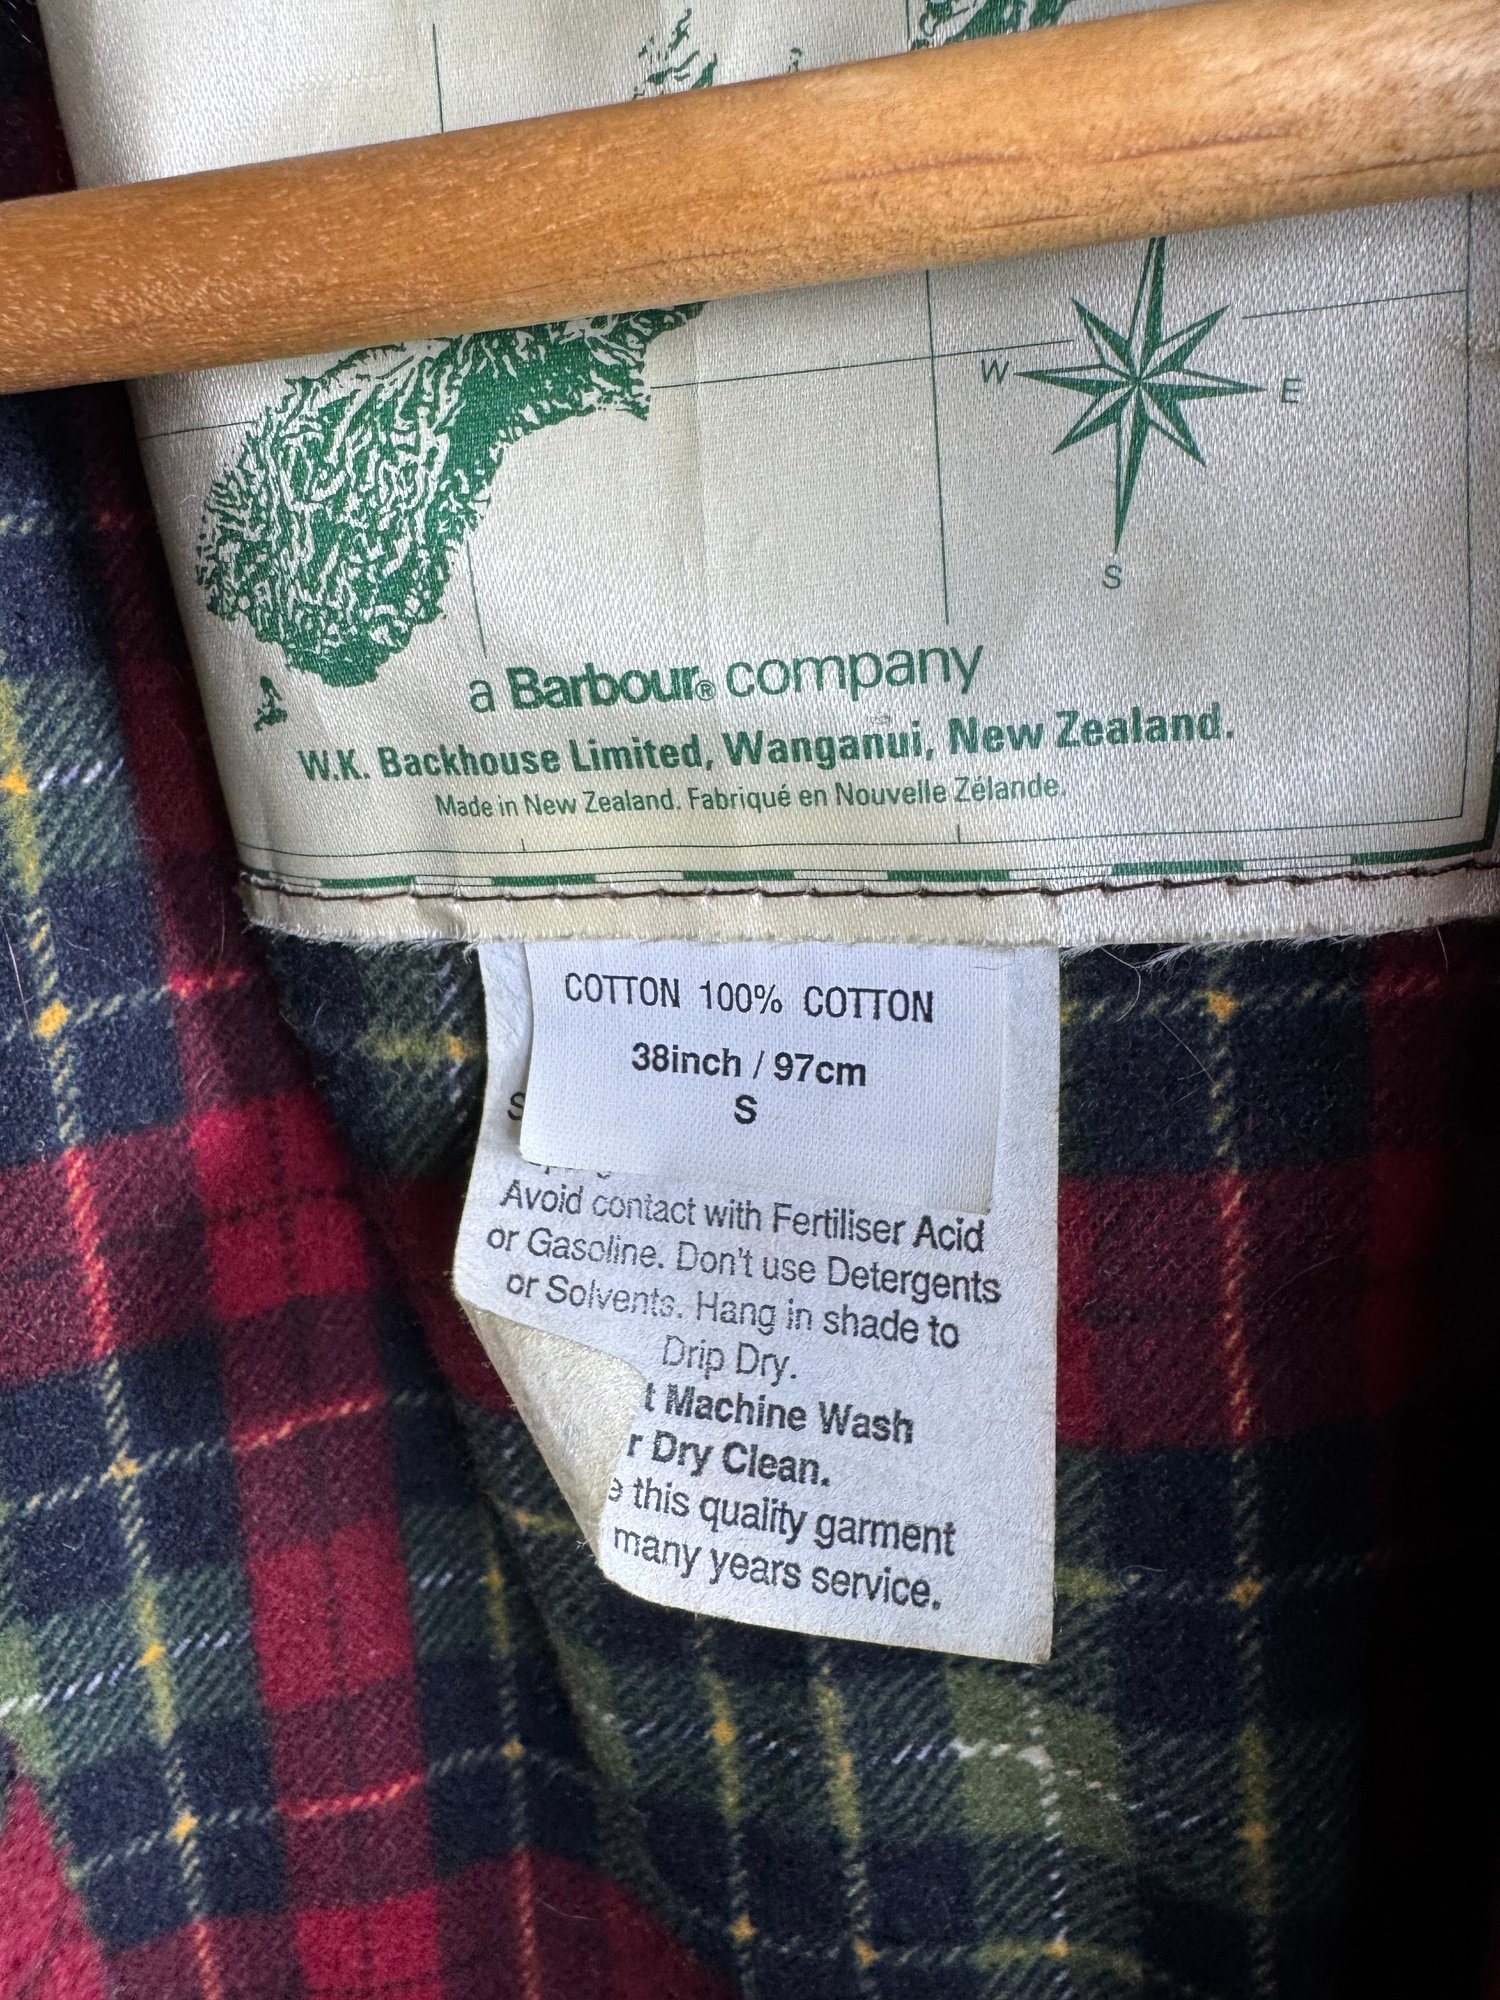 W
E
S
a Barbour® company
W.K. Backhouse Limited, Wanganui, New Zealand.
Made in New Zealand. Fabriqué en Nouvelle Zélande.
COTTON 100% COTTON
38inch / 97cm
S
Avoid contact with Fertiliser Acid
or Gasoline. Don't use Detergents
or Solvents. Hang in shade to
Drip Dry.
Machine Wash
Dry Clean.
this quality garment
many years service.